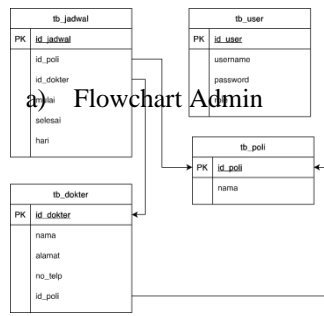 tb_jadwal
PK id_jadwal
id_poli
id_dokter
mulai
selesai
hari
tb_user
PK id_user
username
password
a) Flowchart Admin
tb_poli
PK id_poli
nama
tb_dokter
PK id_dokter
nama
alamat
no_telp
id_poli